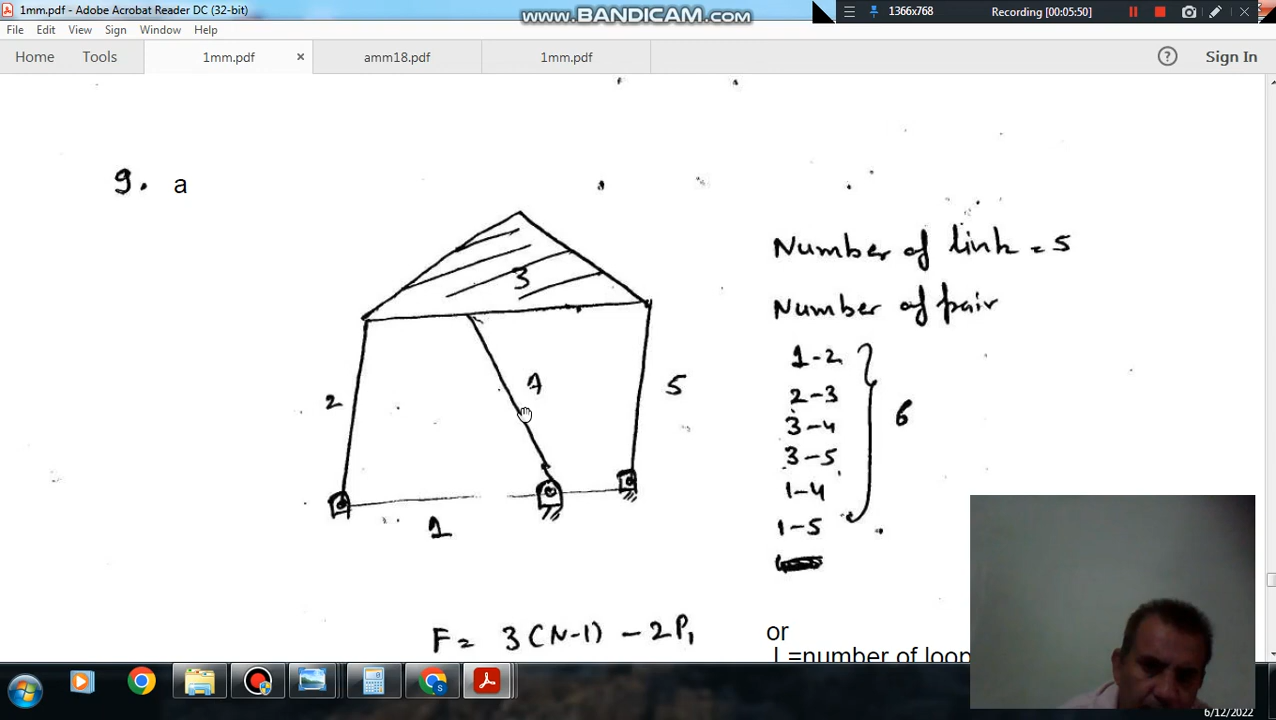 1mm.pdf - Adobe Acrobat Reader DC (32-bit)
www.BANDICAM.com
1366x768
Recording [00:05:50]
File Edit View Sign Window Help
Home Tools 1mm.pdf × amm18.pdf 1mm.pdf ? Sign In
9. a
3
Number of link = 5
Number of pair
2
5
1-2
2-3
3-4
3-5
1-4
1-5
6
1
F = 3(N-1) - 2P1
or
L=number of loop
6/12/2022